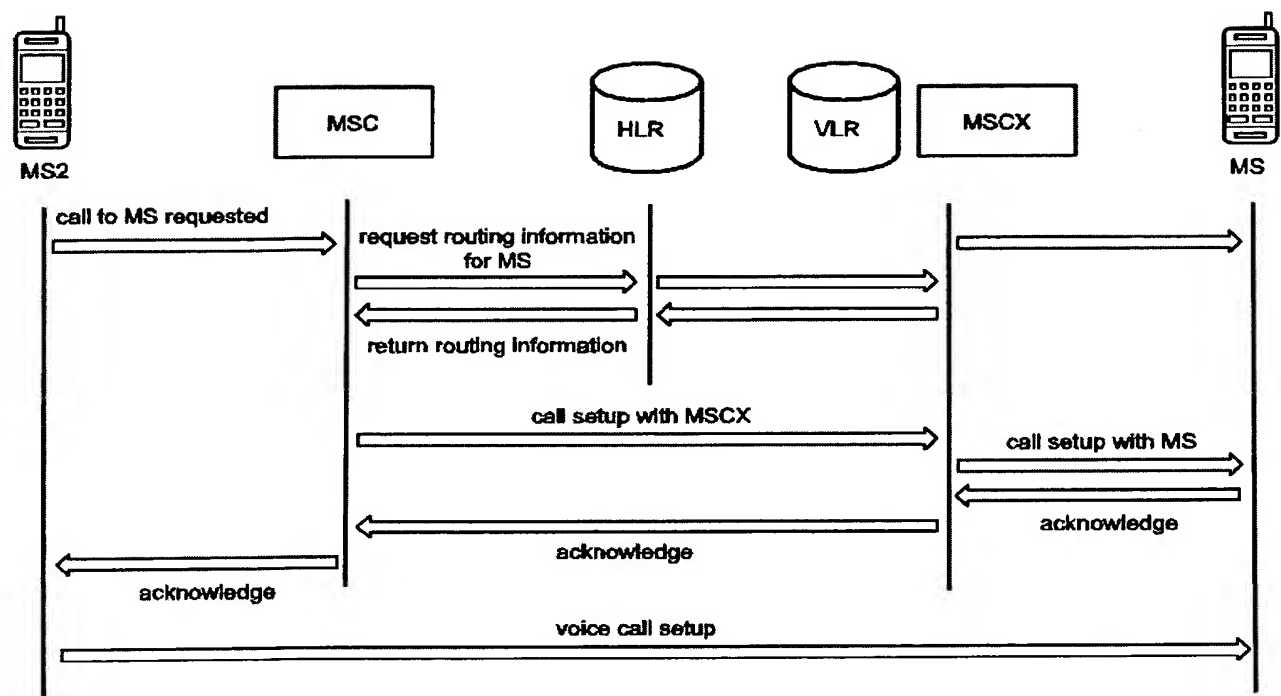 MSC
HLR
VLR
MSCX
MS2
MS
call to MS requested
request routing information
for MS
return routing information
call setup with MSCX
call setup with MS
acknowledge
acknowledge
acknowledge
voice call setup